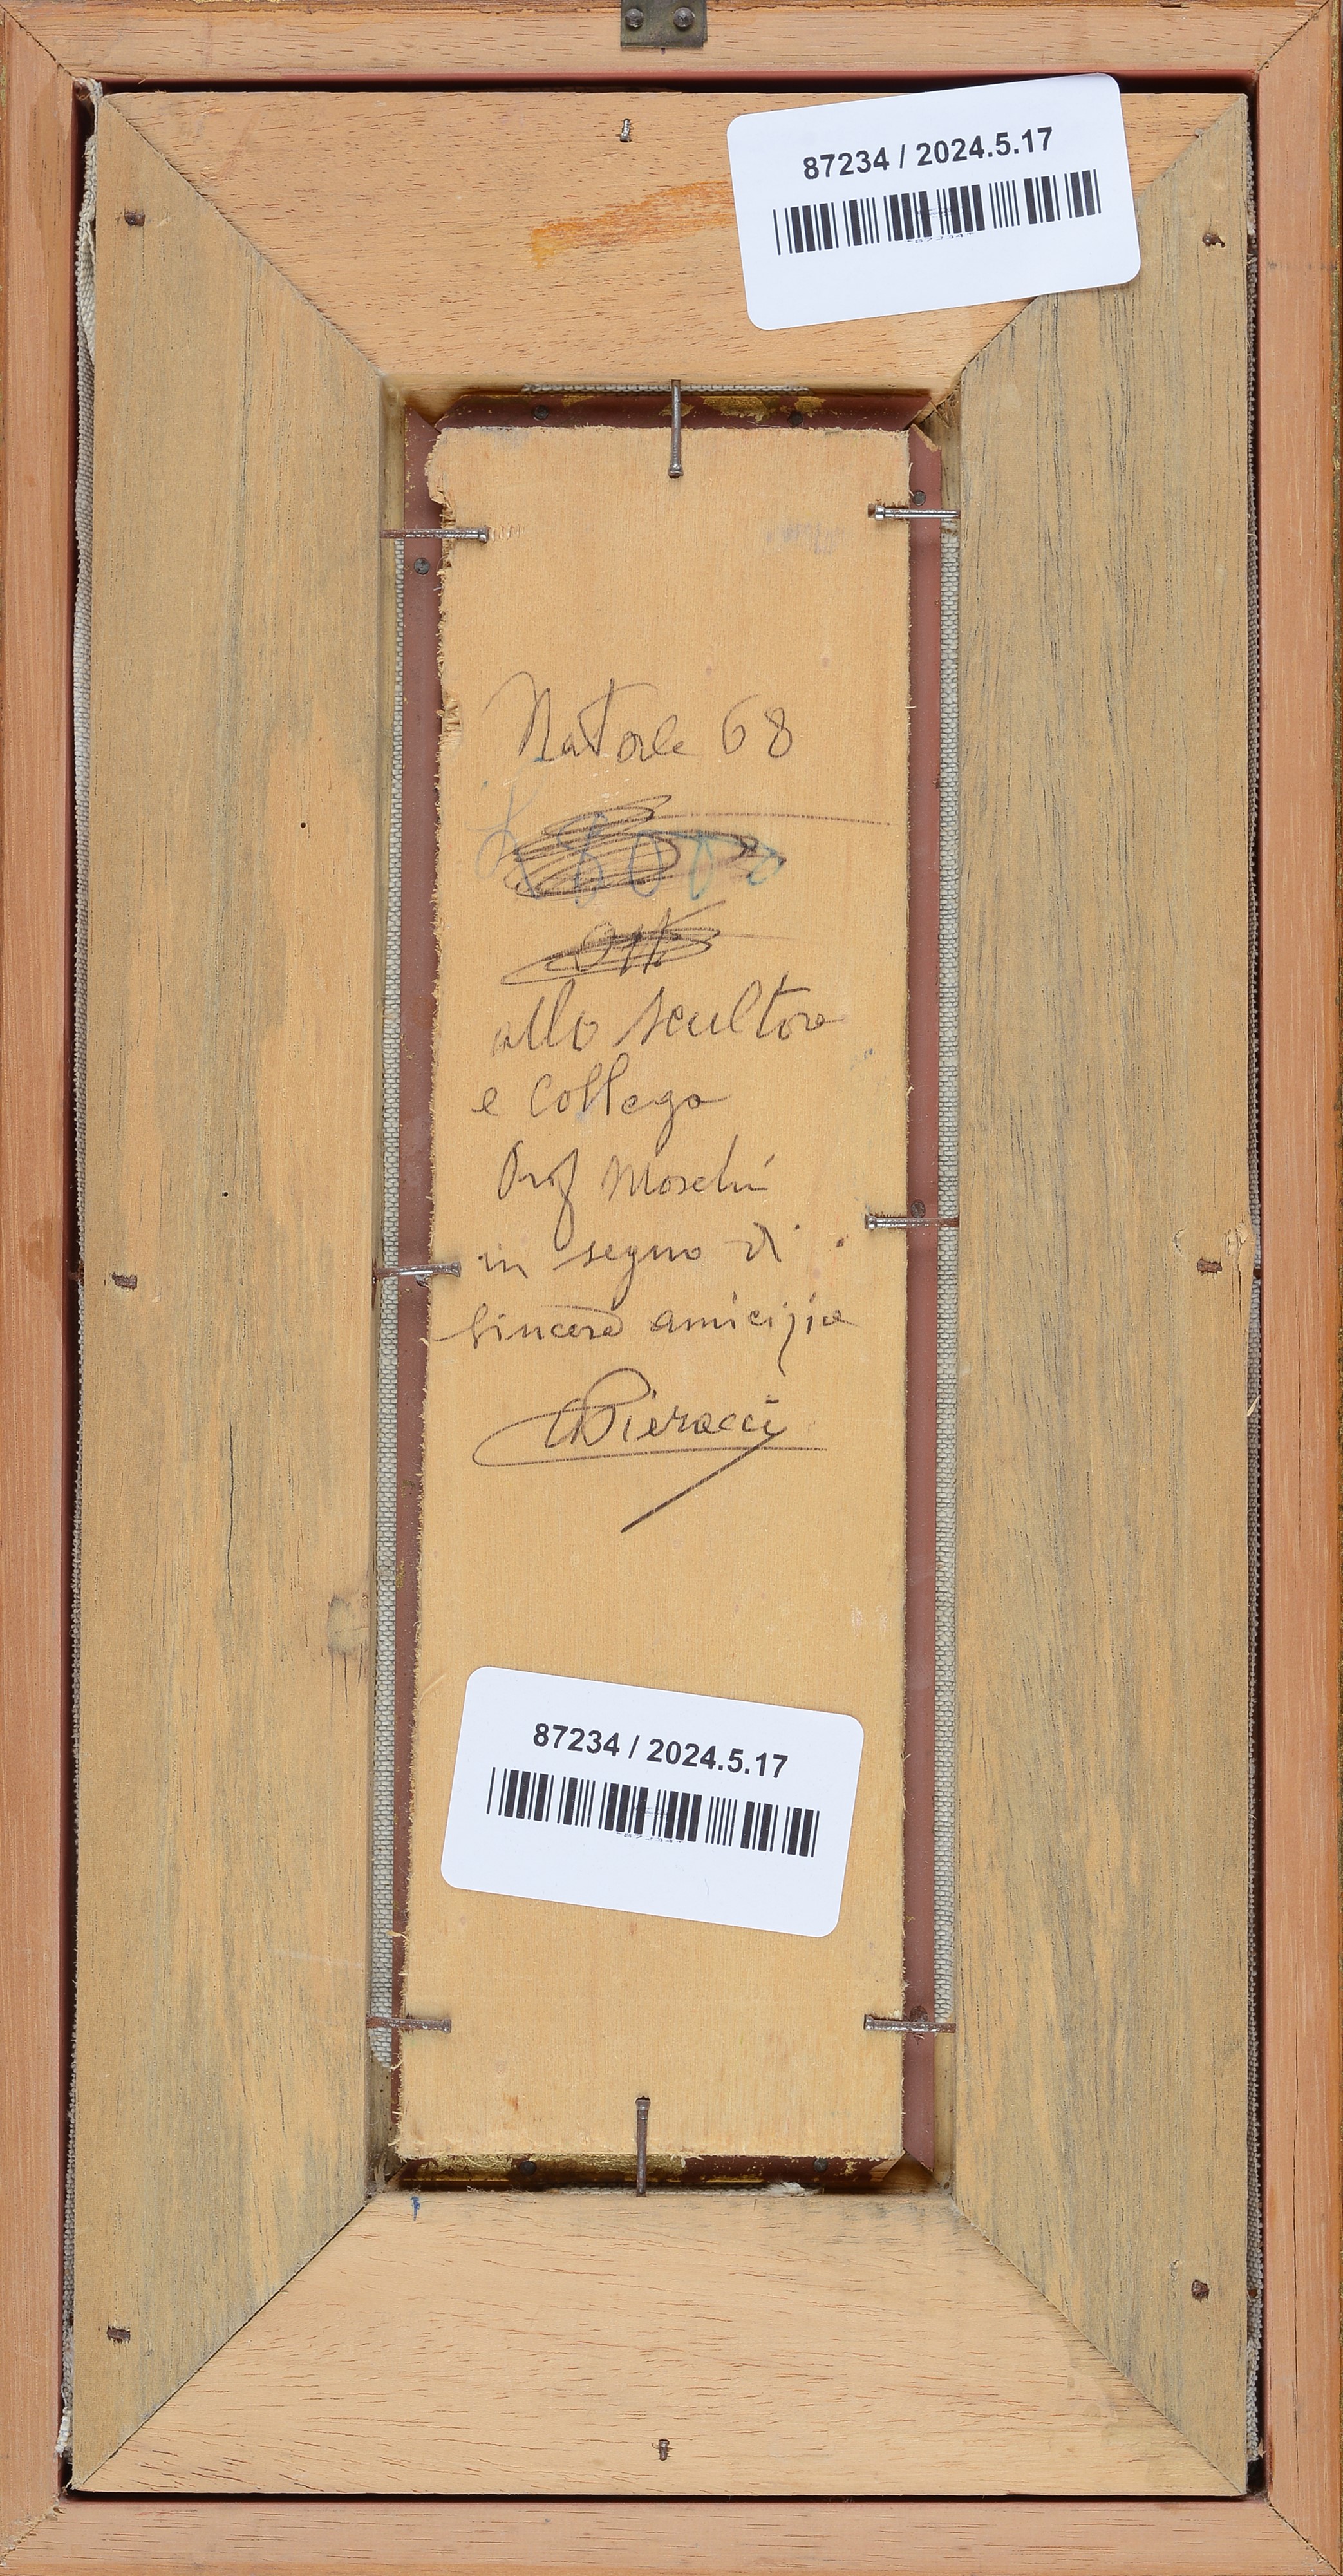 87234 / 2024.5.17
Natale 68
allo scultore
e collega
Prof Moschi
in segno di
sincera amicizia
Pieracci
87234 / 2024.5.17